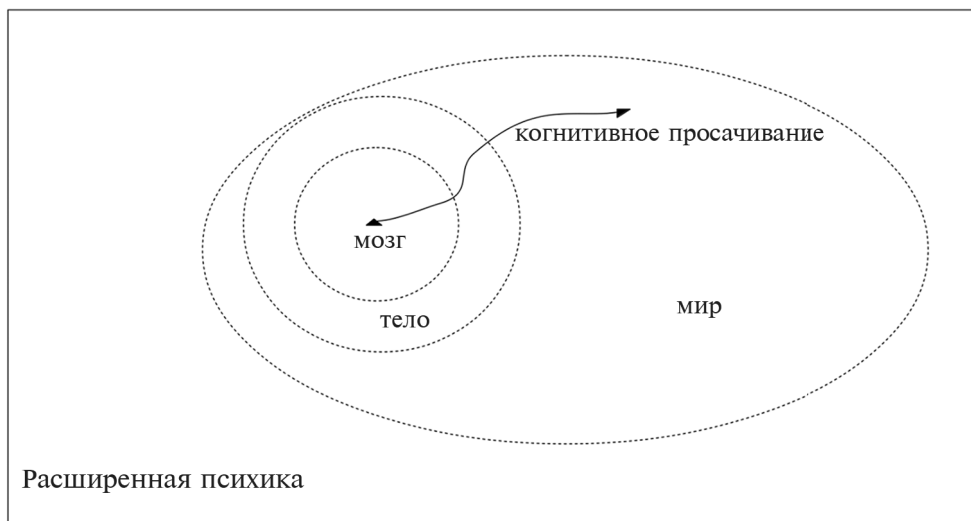 когнитивное просачивание
мозг
мир
тело
Расширенная психика